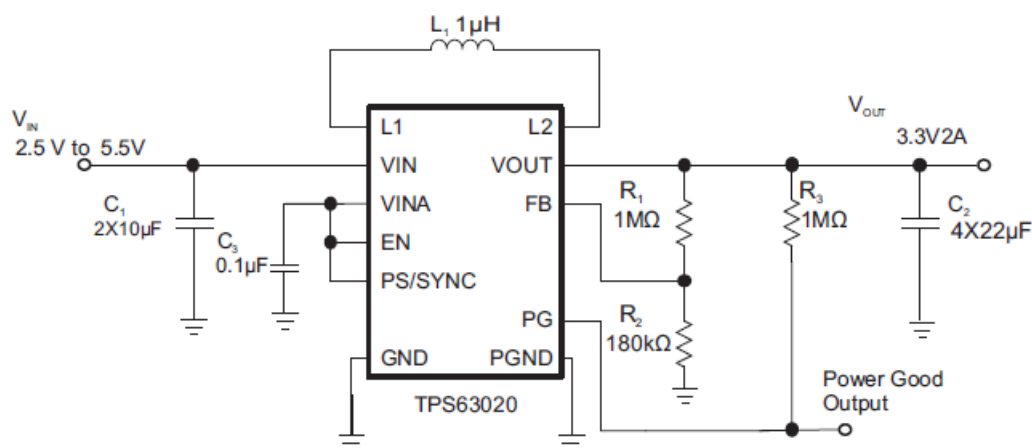 L₁ 1µH
V_IN
2.5 V to 5.5V
V_OUT
3.3V2A
L1
L2
VIN
VOUT
VINA
FB
EN
PS/SYNC
PG
GND
PGND
TPS63020
C₁
2X10µF
C₃
0.1µF
R₁
1MΩ
R₃
1MΩ
C₂
4X22µF
R₂
180kΩ
Power Good
Output